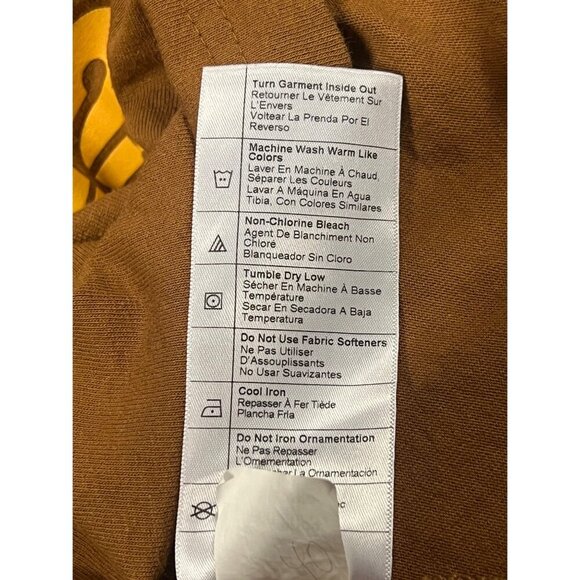 Turn Garment Inside Out
Retourner Le Vêtement Sur
L'Envers
Voltear La Prenda Por El
Reverso
Machine Wash Warm Like
Colors
Laver En Machine À Chaud,
Séparer Les Couleurs
Lavar A Máquina En Agua
Tibia, Con Colores Similares
Non-Chlorine Bleach
Agent De Blanchiment Non
Chloré
Blanqueador Sin Cloro
Tumble Dry Low
Sécher En Machine À Basse
Température
Secar En Secadora A Baja
Temperatura
Do Not Use Fabric Softeners
Ne Pas Utiliser
D'Assouplissants
No Usar Suavizantes
Cool Iron
Repasser À Fer Tiède
Plancha Fría
Do Not Iron Ornamentation
Ne Pas Repasser
L'Ornementation
La Ornamentación